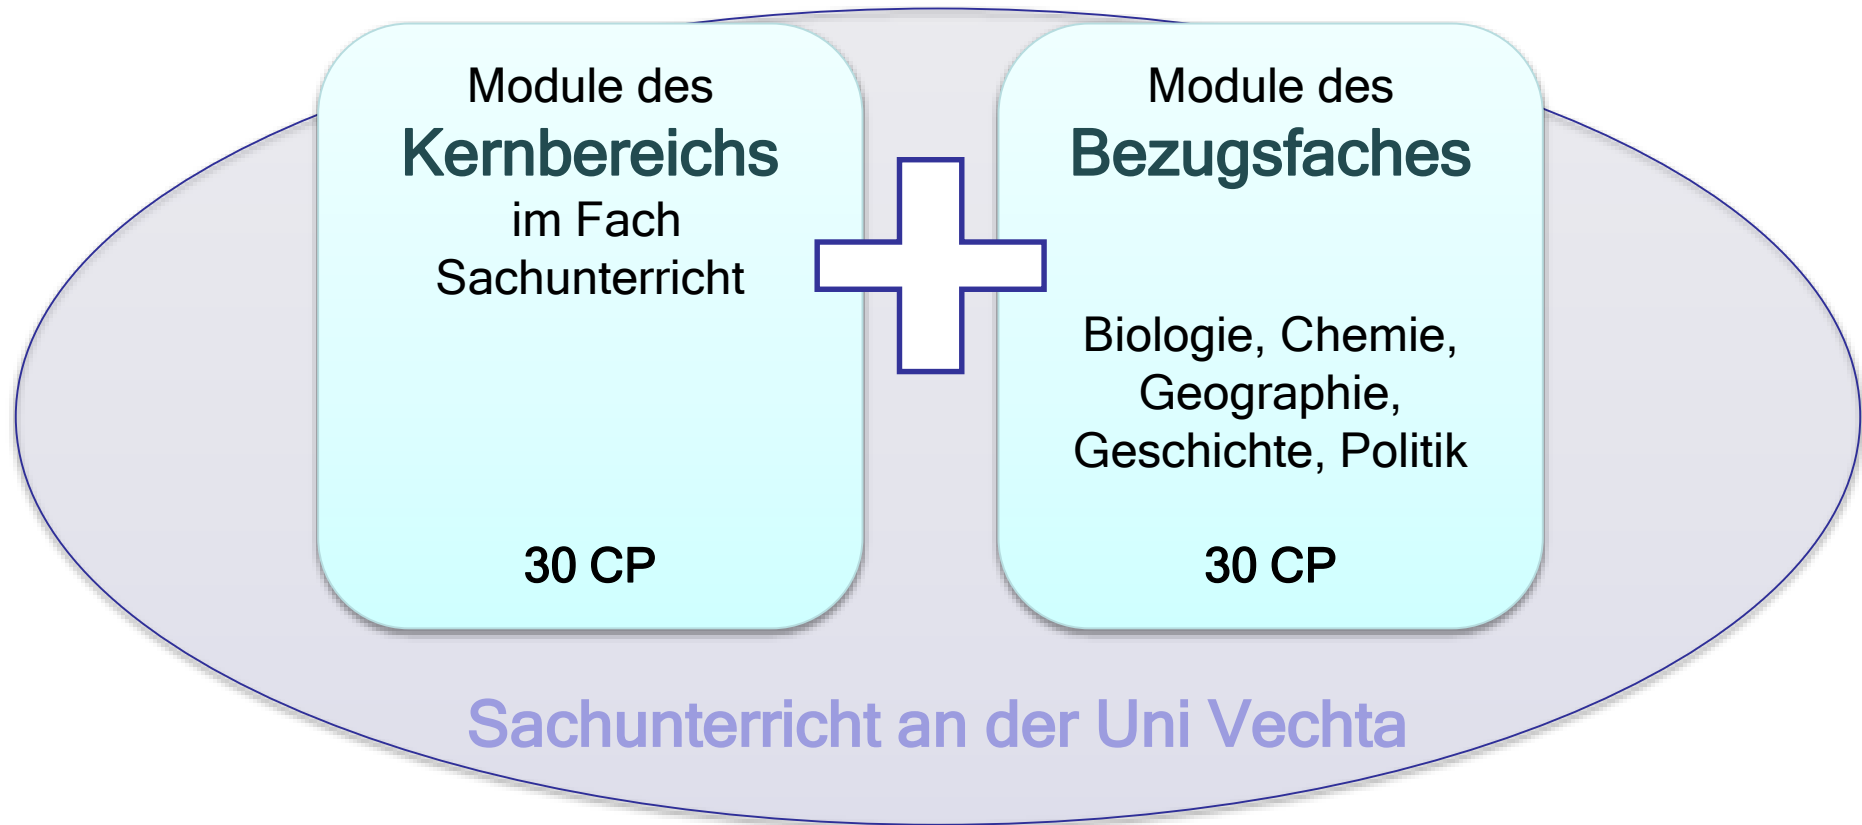 Module des
Kernbereichs
im Fach
Sachunterricht
30 CP
Module des
Bezugsfaches
Biologie, Chemie,
Geographie,
Geschichte, Politik
30 CP
Sachunterricht an der Uni Vechta